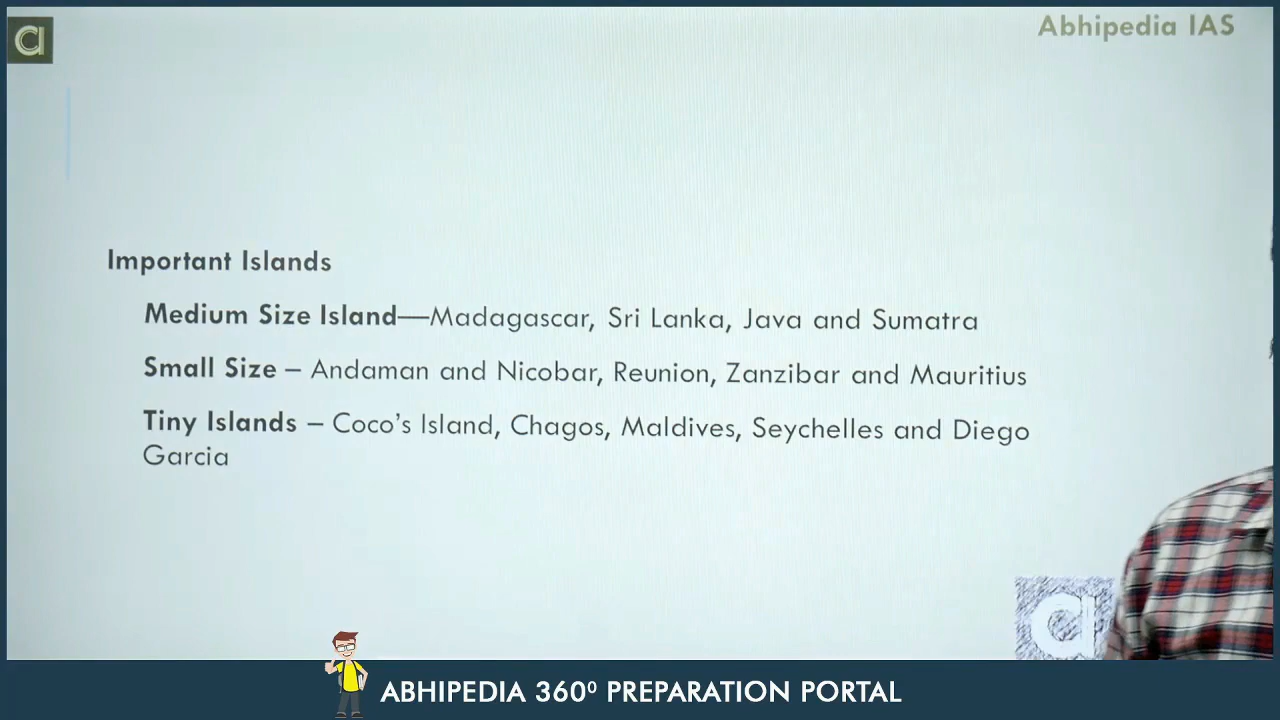 Abhipedia IAS
Important Islands
Medium Size Island—Madagascar, Sri Lanka, Java and Sumatra
Small Size – Andaman and Nicobar, Reunion, Zanzibar and Mauritius
Tiny Islands – Coco's Island, Chagos, Maldives, Seychelles and Diego
Garcia
ABHIPEDIA 360⁰ PREPARATION PORTAL